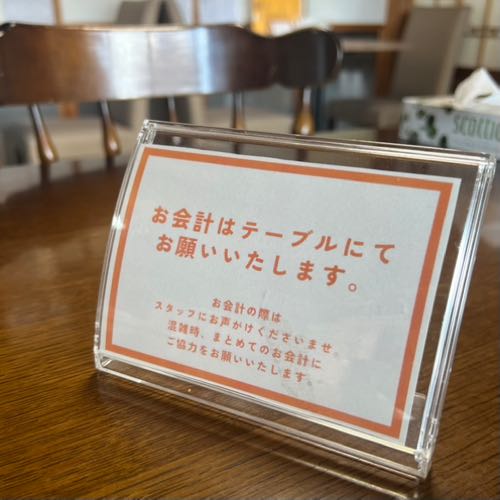 お会計はテーブルにて
お願いいたします。
お会計の際は
スタッフにお声がけくださいませ。
混雑時、まとめてのお会計に
ご協力をお願いいたします